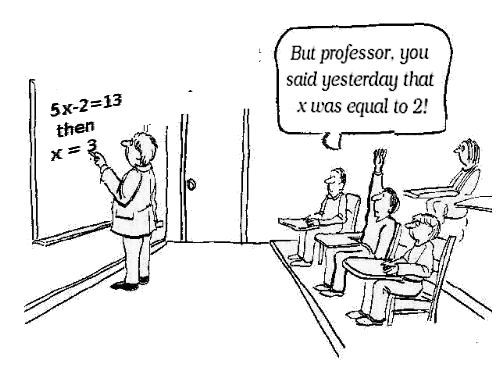 5x-2=13
then
x = 3
But professor, you
said yesterday that
x was equal to 2!